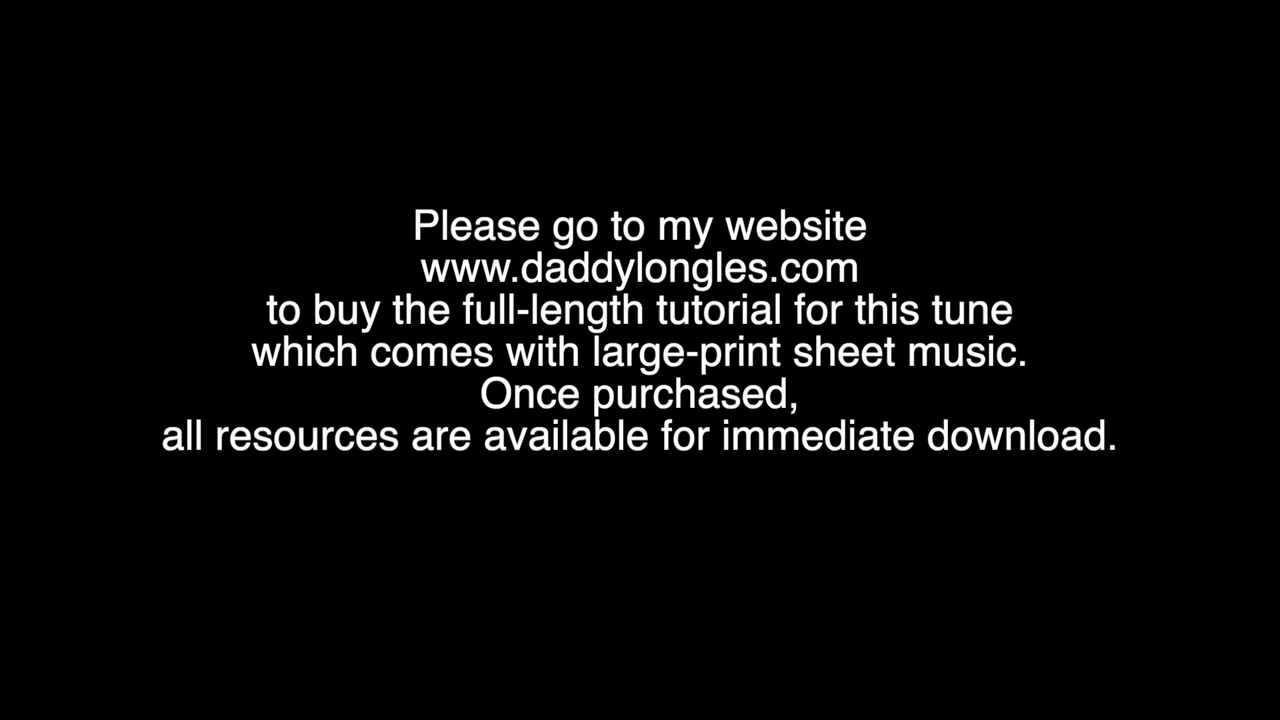 Please go to my website
www.daddylongles.com
to buy the full-length tutorial for this tune
which comes with large-print sheet music.
Once purchased,
all resources are available for immediate download.